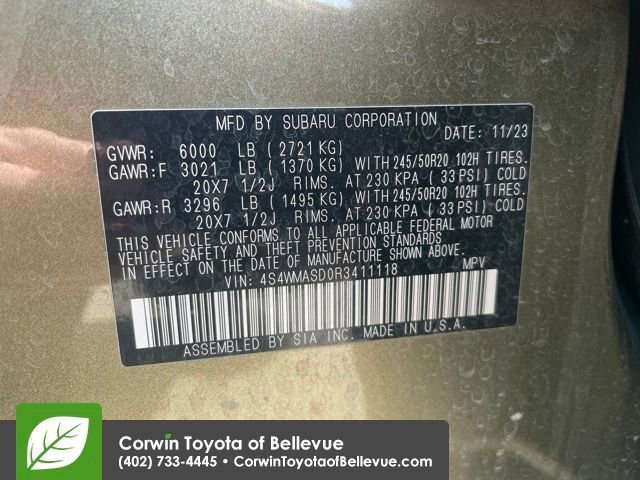 MFD BY SUBARU CORPORATION
DATE: 11/23
GVWR: 6000 LB ( 2721 KG)
GAWR:F 3021 LB ( 1370 KG) WITH 245/50R20 102H TIRES.
20X7 1/2J RIMS. AT 230 KPA ( 33 PSI) COLD
GAWR:R 3296 LB ( 1495 KG) WITH 245/50R20 102H TIRES.
20X7 1/2J RIMS. AT 230 KPA ( 33 PSI) COLD
THIS VEHICLE CONFORMS TO ALL APPLICABLE FEDERAL MOTOR
VEHICLE SAFETY AND THEFT PREVENTION STANDARDS
IN EFFECT ON THE DATE OF MANUFACTURE SHOWN ABOVE.
VIN: 4S4WMASD0R3411118 MPV
ASSEMBLED BY SIA INC. MADE IN U.S.A.
Corwin Toyota of Bellevue
(402) 733-4445 • CorwinToyotaofBellevue.com